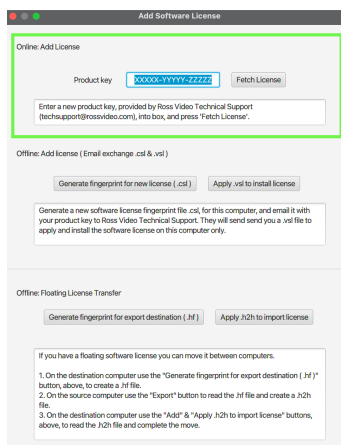 Add Software License
Online: Add License
Product key
XXXXX-YYYYY-ZZZZZ
Fetch License
Enter a new product key, provided by Ross Video Technical Support
(techsupport@rossvideo.com), into box, and press 'Fetch License'.
Offline: Add license ( Email exchange .csl & .vsl )
Generate fingerprint for new license ( .csl )
Apply .vsl to install license
Generate a new software license fingerprint file .csl, for this computer, and email it with
your product key to Ross Video Technical Support. They will send send you a .vsl file to
apply and install the software license on this computer only.
Offline: Floating License Transfer
Generate fingerprint for export destination ( .hf )
Apply .h2h to import license
If you have a floating software license you can move it between computers.
1. On the destination computer use the "Generate fingerprint for export destination ( .hf )"
button, above, to create a .hf file.
2. On the source computer use the "Export" button to read the hf file and create a .h2h
file.
3. On the destination computer use the "Add" & "Apply .h2h to import license" buttons,
above, to read the .h2h file and complete the move.